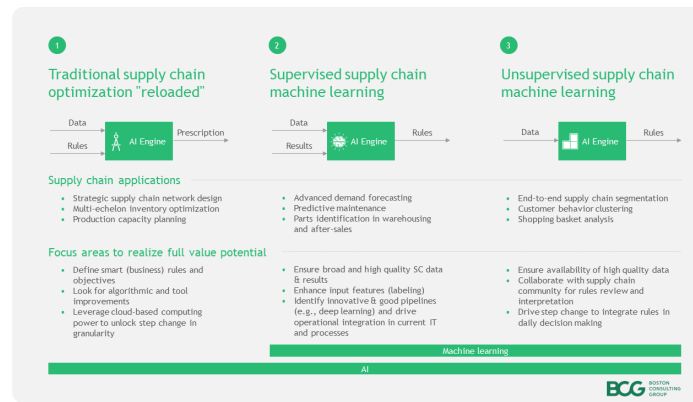 1
Traditional supply chain
optimization "reloaded"
Data
Rules
AI Engine
Prescription
2
Supervised supply chain
machine learning
Data
Results
AI Engine
Rules
3
Unsupervised supply chain
machine learning
Data
AI Engine
Rules
Supply chain applications
• Strategic supply chain network design
• Multi-echelon inventory optimization
• Production capacity planning
• Advanced demand forecasting
• Predictive maintenance
• Parts identification in warehousing
and after-sales
• End-to-end supply chain segmentation
• Customer behavior clustering
• Shopping basket analysis
Focus areas to realize full value potential
• Define smart (business) rules and
objectives
• Look for algorithmic and tool
improvements
• Leverage cloud-based computing
power to unlock step change in
granularity
• Ensure broad and high quality SC data
& results
• Enhance input features (labeling)
• Identify innovative & good pipelines
(e.g., deep learning) and drive
operational integration in current IT
and processes
• Ensure availability of high quality data
• Collaborate with supply chain
community for rules review and
interpretation
• Drive step change to integrate rules in
daily decision making
Machine learning
AI
BCG
BOSTON
CONSULTING
GROUP